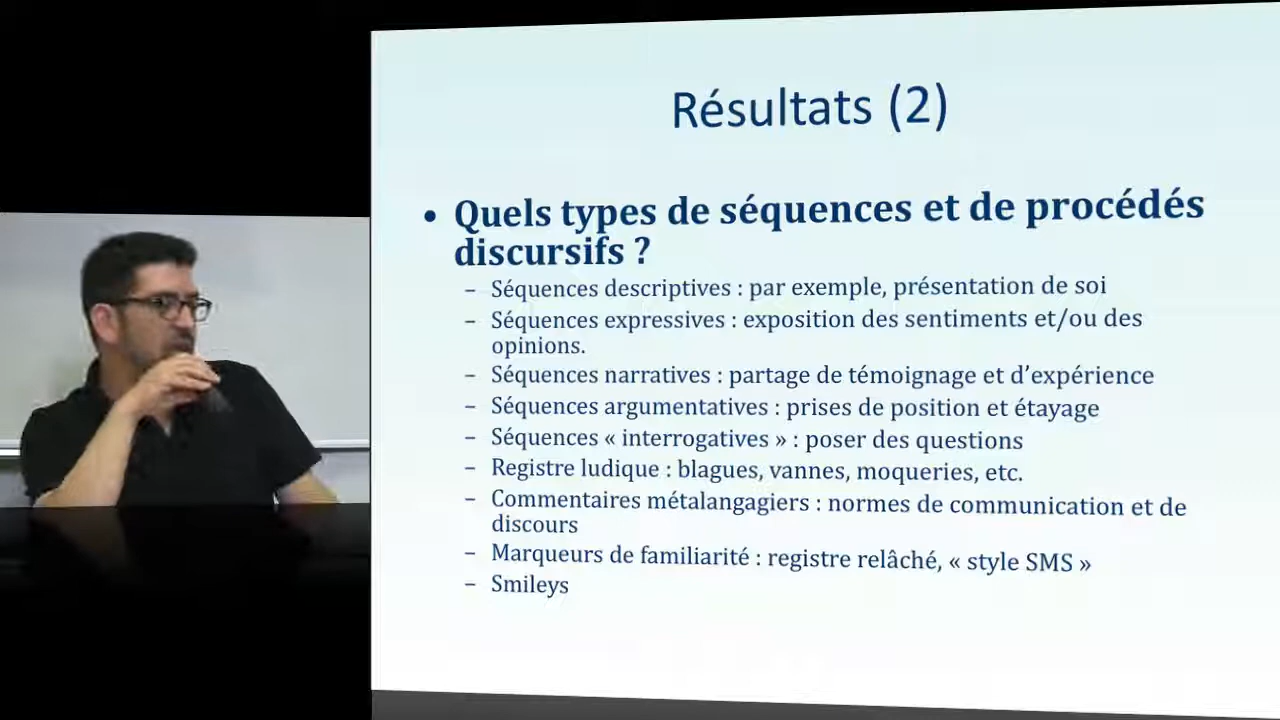 Résultats (2)
• Quels types de séquences et de procédés
discursifs ?
– Séquences descriptives : par exemple, présentation de soi
– Séquences expressives : exposition des sentiments et/ou des
opinions.
– Séquences narratives : partage de témoignage et d’expérience
– Séquences argumentatives : prises de position et étayage
– Séquences « interrogatives » : poser des questions
– Registre ludique : blagues, vannes, moqueries, etc.
– Commentaires métalangagiers : normes de communication et de
discours
– Marqueurs de familiarité : registre relâché, « style SMS »
– Smileys